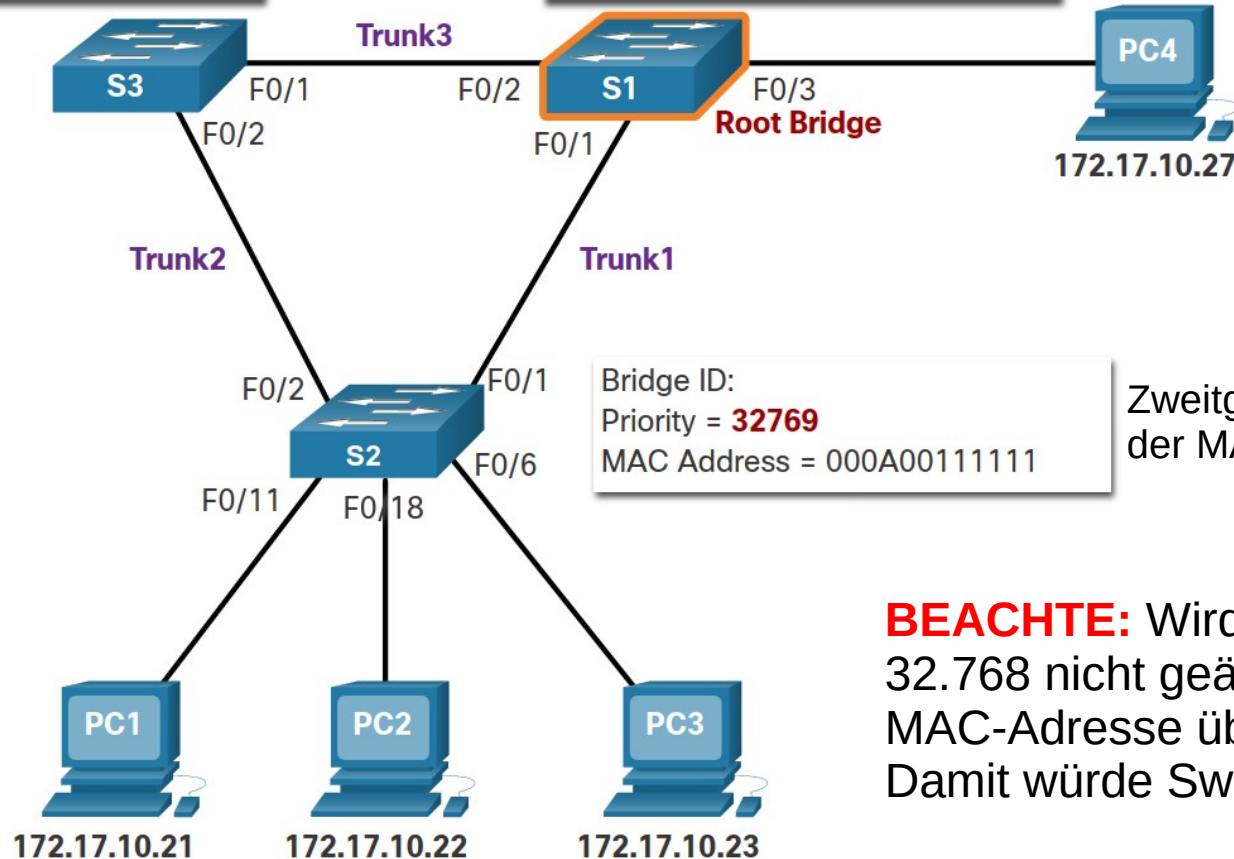 Trunk3
S3
F0/1
F0/2
S1
F0/3
PC4
Root Bridge
F0/2
F0/1
172.17.10.27
Trunk2
Trunk1
F0/2
F0/1
Bridge ID:
Priority = 32769
MAC Address = 000A00111111
S2
F0/6
F0/11
F0/18
BEACHTE:
32.768 nicht
MAC-Adresse
Damit würde
der
PC1
PC2
PC3
172.17.10.21
172.17.10.22
172.17.10.23